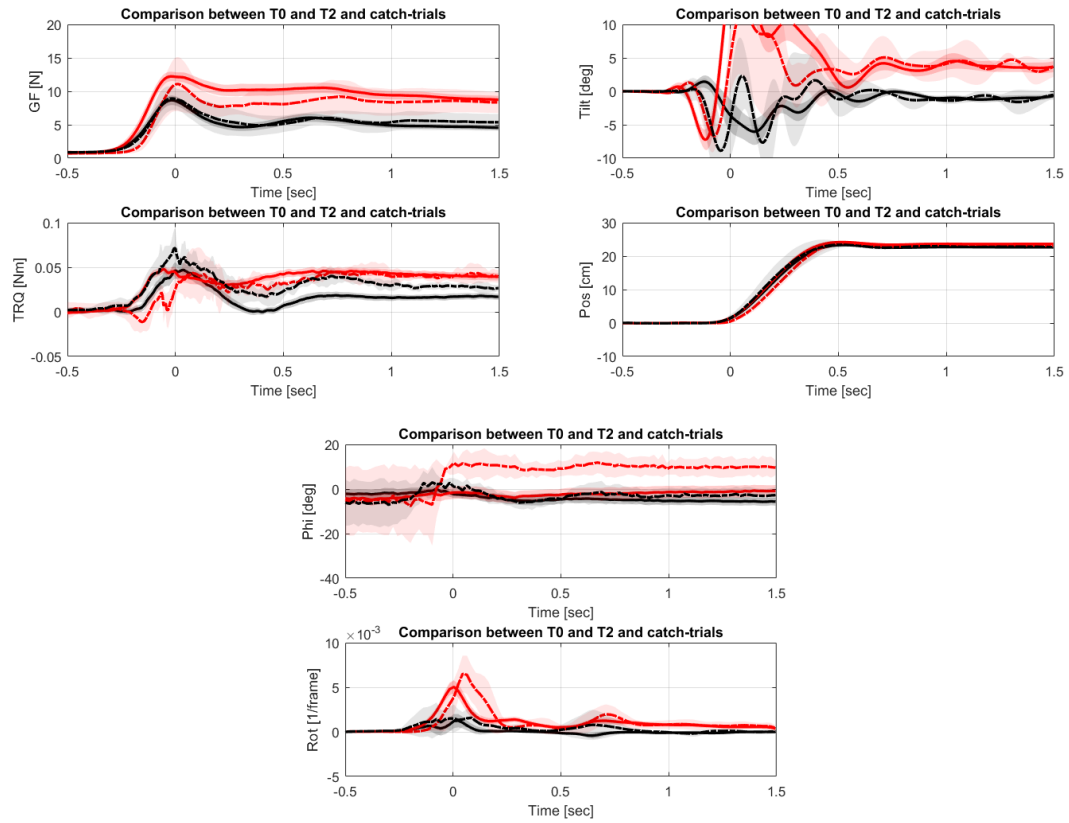 Comparison between T0 and T2 and catch-trials
GF [N]
20
15
10
5
0
-0.5 0 0.5 1 1.5
Time [sec]
Comparison between T0 and T2 and catch-trials
Tilt [deg]
10
5
0
-5
-10
-0.5 0 0.5 1 1.5
Time [sec]
Comparison between T0 and T2 and catch-trials
TRQ [Nm]
0.1
0.05
0
-0.05
-0.5 0 0.5 1 1.5
Time [sec]
Comparison between T0 and T2 and catch-trials
Pos [cm]
30
20
10
0
-10
-0.5 0 0.5 1 1.5
Time [sec]
Comparison between T0 and T2 and catch-trials
Phi [deg]
20
0
-20
-40
-0.5 0 0.5 1 1.5
Time [sec]
×10⁻³ Comparison between T0 and T2 and catch-trials
Rot [1/frame]
10
5
0
-5
-0.5 0 0.5 1 1.5
Time [sec]